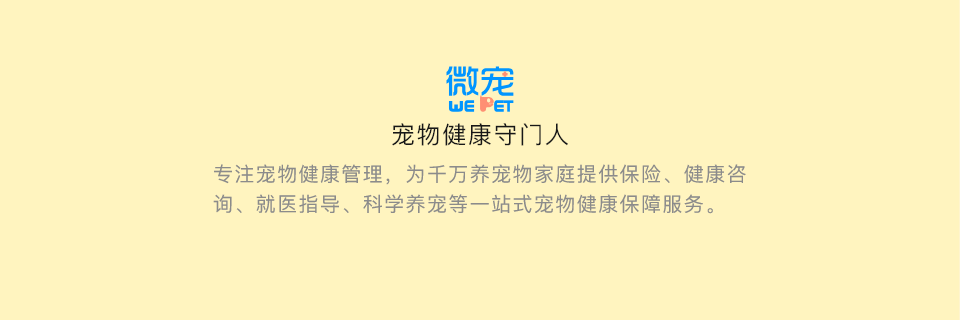 微宠
WE PET
宠物健康守门人
专注宠物健康管理，为千万养宠物家庭提供保险、健康咨
询、就医指导、科学养宠等一站式宠物健康保障服务。